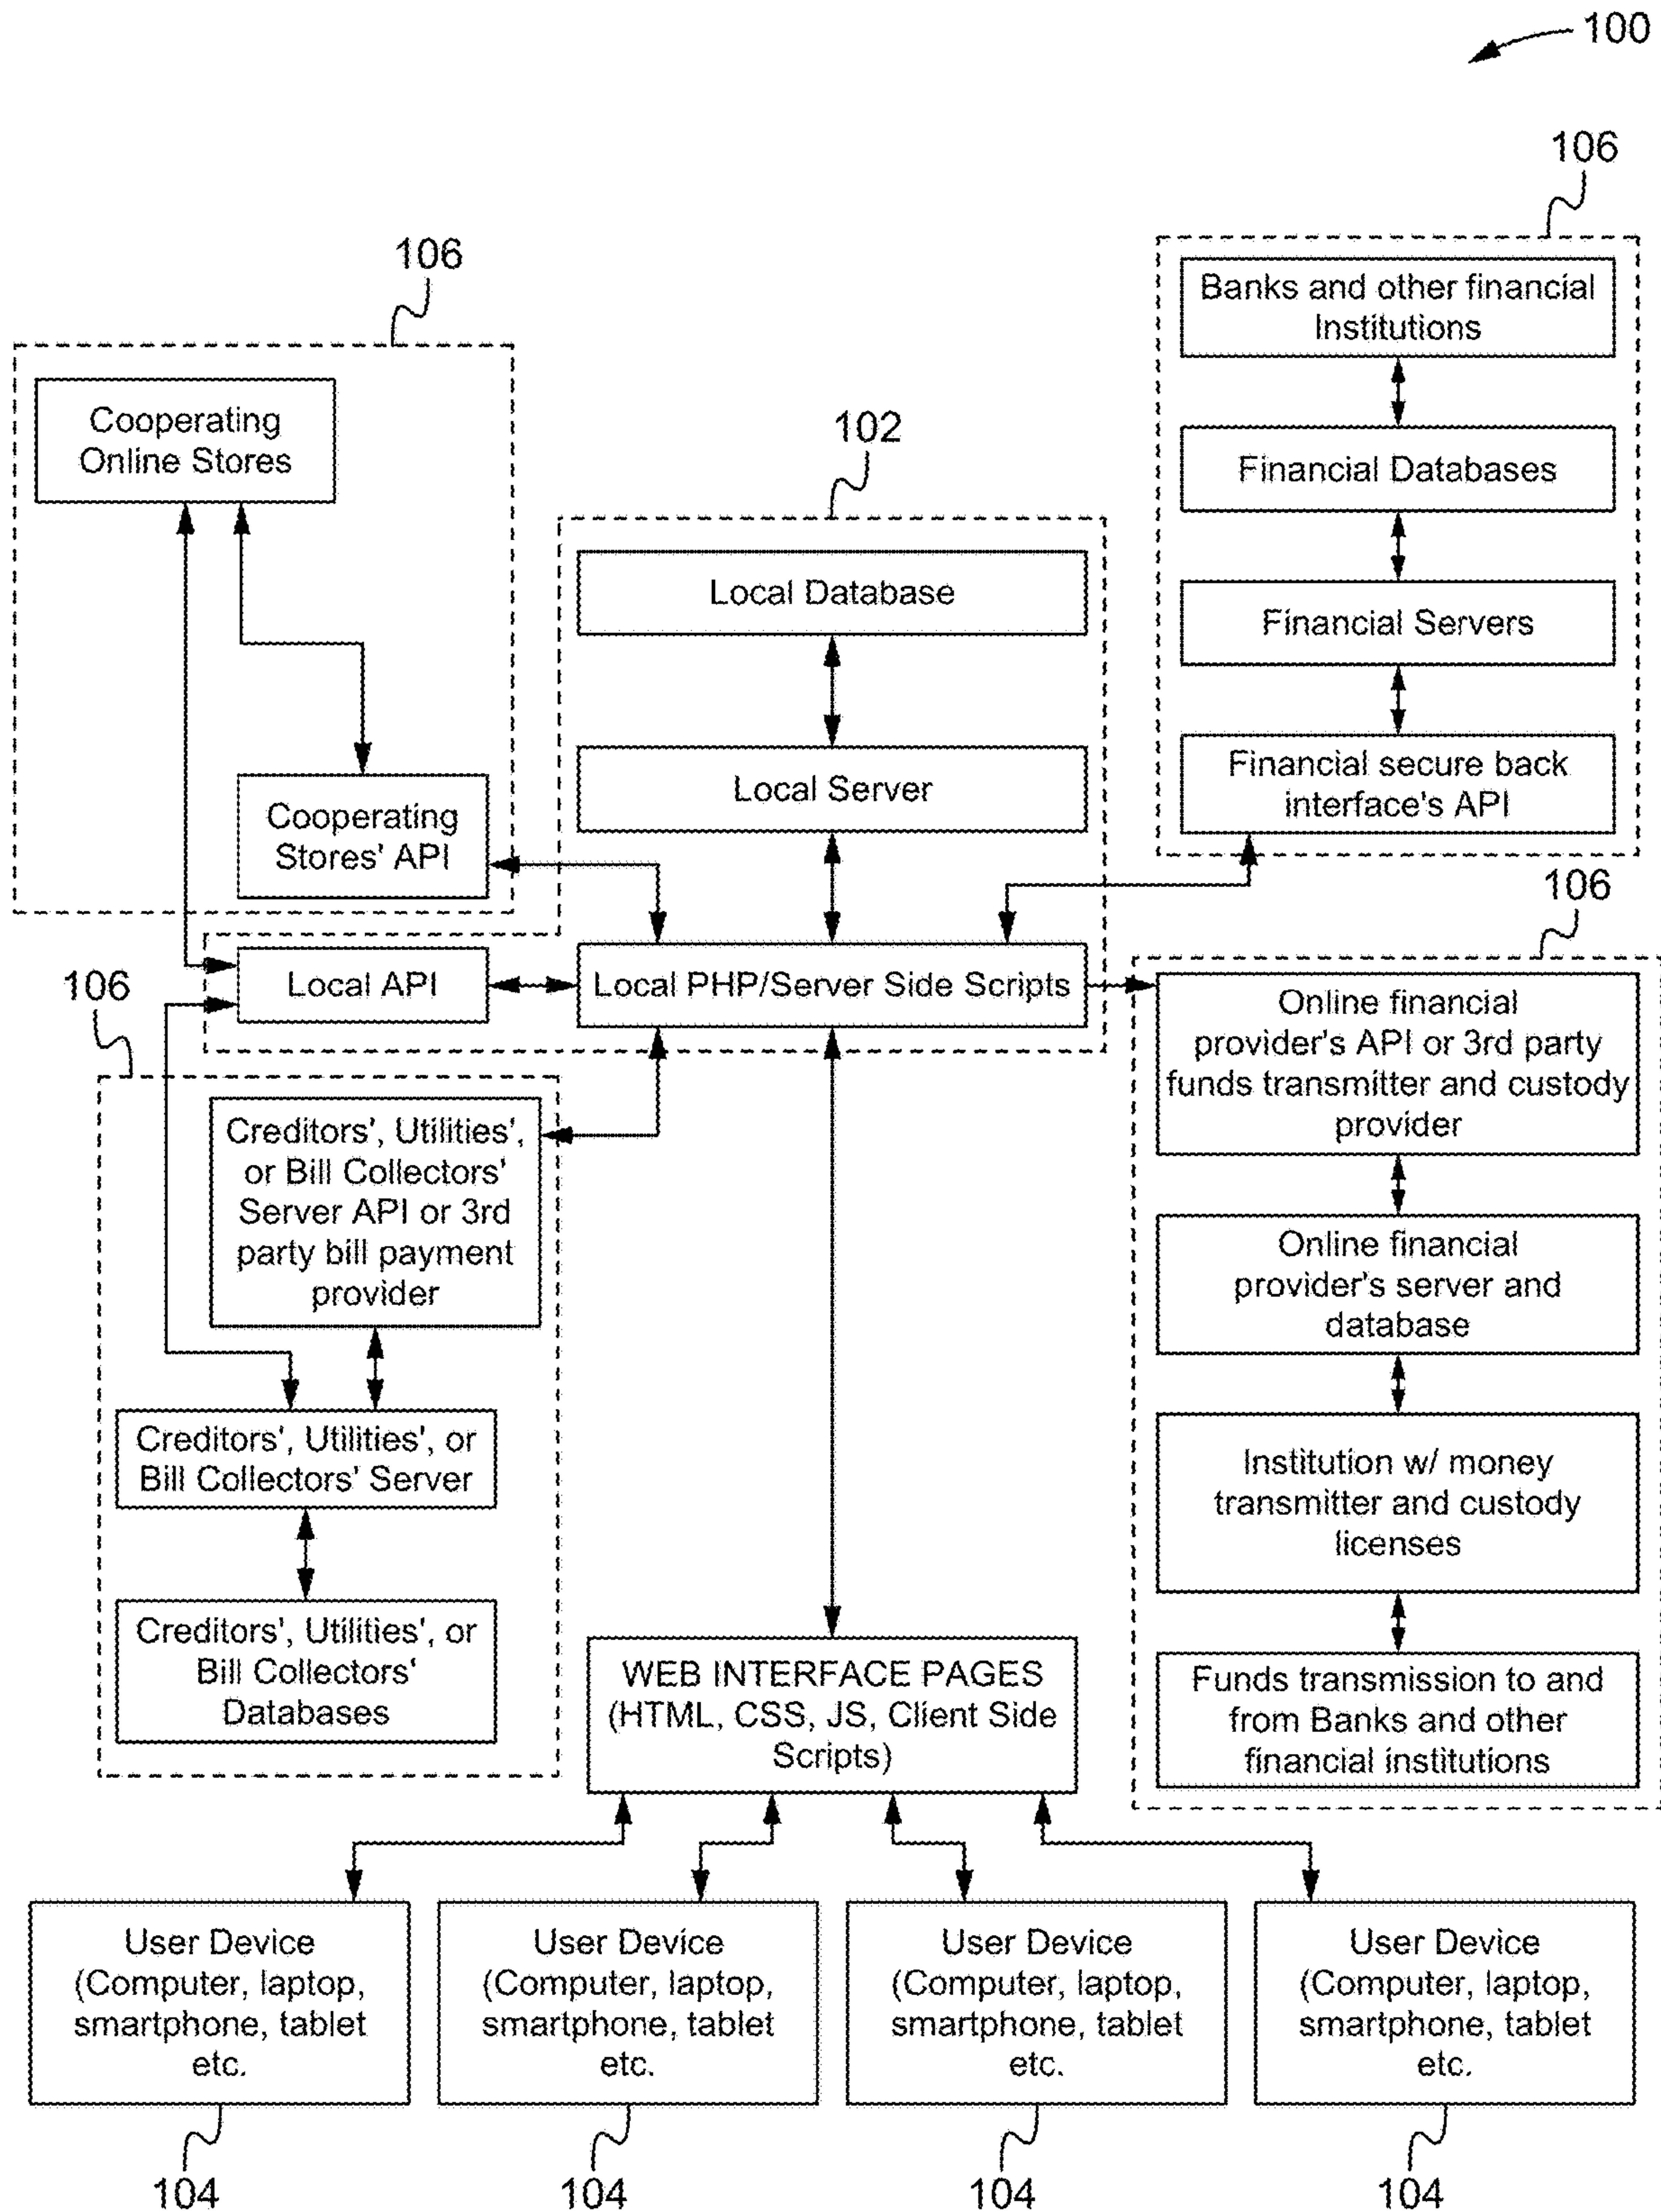 100
106
Banks and other financial
Institutions
Financial Databases
Financial Servers
Financial secure back
interface's API
106
Cooperating
Online Stores
Cooperating
Stores' API
102
Local Database
Local Server
Local API
Local PHP/Server Side Scripts
106
Online financial
provider's API or 3rd party
funds transmitter and custody
provider
Online financial
provider's server and
database
Institution w/ money
transmitter and custody
licenses
Funds transmission to and
from Banks and other
financial institutions
106
Creditors', Utilities',
or Bill Collectors'
Server API or 3rd
party bill payment
provider
Creditors', Utilities', or
Bill Collectors' Server
Creditors', Utilities', or
Bill Collectors'
Databases
WEB INTERFACE PAGES
(HTML, CSS, JS, Client Side
Scripts)
User Device
(Computer, laptop,
smartphone, tablet
etc.
104
User Device
(Computer, laptop,
smartphone, tablet
etc.
104
User Device
(Computer, laptop,
smartphone, tablet
etc.
104
User Device
(Computer, laptop,
smartphone, tablet
etc.
104